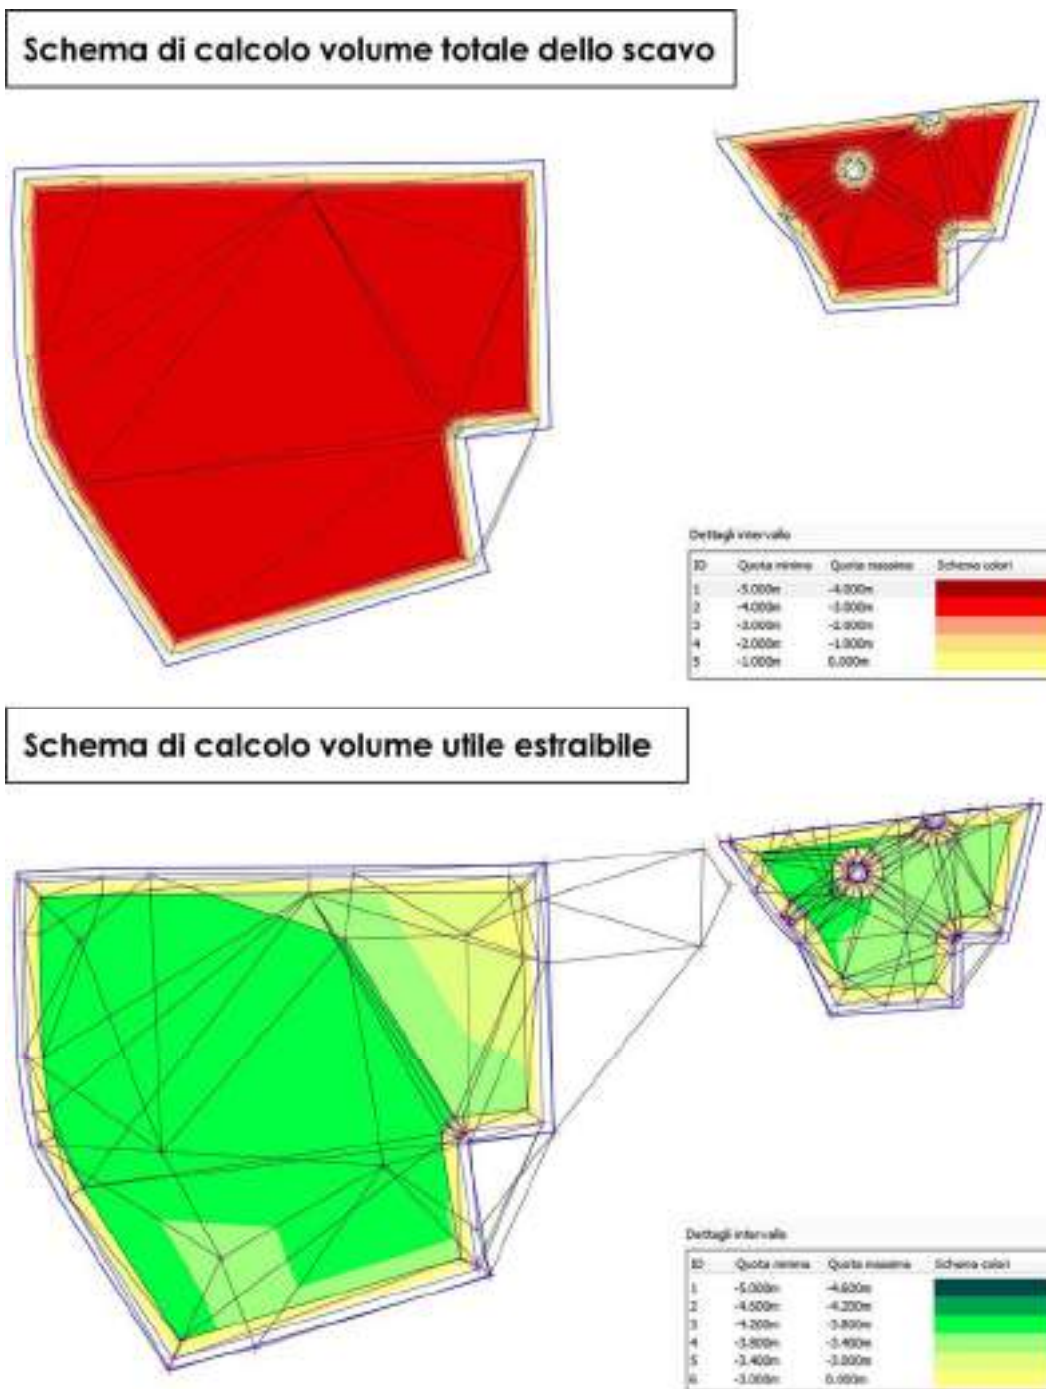 Schema di calcolo volume totale dello scavo
Dettagli intervallo
ID Quota minima Quota massima Schema colori
1 -5.000m -4.000m
2 -4.000m -3.000m
3 -3.000m -2.000m
4 -2.000m -1.000m
5 -1.000m 0.000m
Schema di calcolo volume utile estraibile
Dettagli intervallo
ID Quota minima Quota massima Schema colori
1 -5.000m -4.600m
2 -4.600m -4.200m
3 -4.200m -3.800m
4 -3.800m -3.400m
5 -3.400m -3.000m
6 -3.000m 0.000m